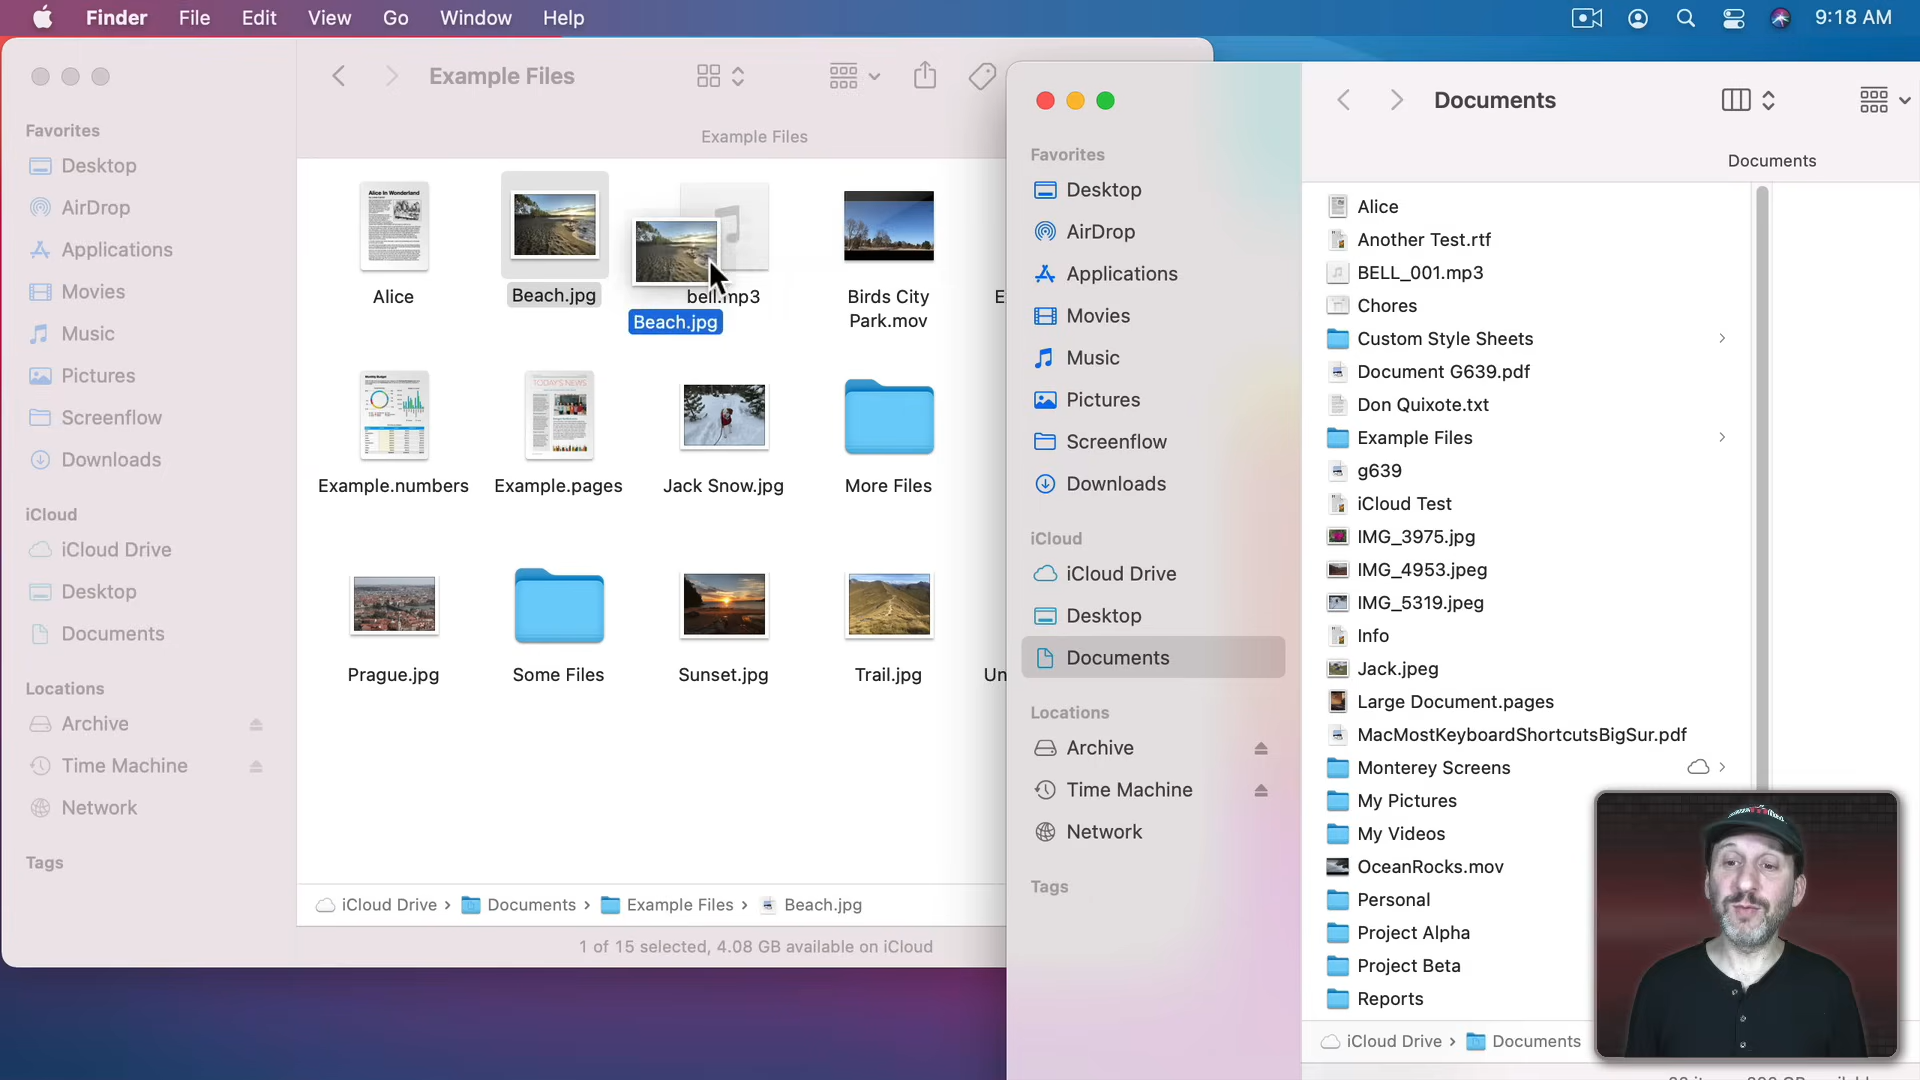 Finder File Edit View Go Window Help 9:18 AM
Example Files
Example Files
Favorites
Desktop
AirDrop
Applications
Movies
Music
Pictures
Screenflow
Downloads
iCloud
iCloud Drive
Desktop
Documents
Locations
Archive
Time Machine
Network
Tags
Alice in Wonderland
Alice
Beach.jpg
bell.mp3
Beach.jpg
Birds City
Park.mov
E
TODAYS NEWS
Example.numbers
Example.pages
Jack Snow.jpg
More Files
Prague.jpg
Some Files
Sunset.jpg
Trail.jpg
Un
iCloud Drive › Documents › Example Files › Beach.jpg
1 of 15 selected, 4.08 GB available on iCloud
Documents
Documents
Favorites
Desktop
AirDrop
Applications
Movies
Music
Pictures
Screenflow
Downloads
iCloud
iCloud Drive
Desktop
Documents
Locations
Archive
Time Machine
Network
Tags
Alice
Another Test.rtf
BELL_001.mp3
Chores
Custom Style Sheets
Document G639.pdf
Don Quixote.txt
Example Files
g639
iCloud Test
IMG_3975.jpg
IMG_4953.jpeg
IMG_5319.jpeg
Info
Jack.jpeg
Large Document.pages
MacMostKeyboardShortcutsBigSur.pdf
Monterey Screens
My Pictures
My Videos
OceanRocks.mov
Personal
Project Alpha
Project Beta
Reports
iCloud Drive › Documents